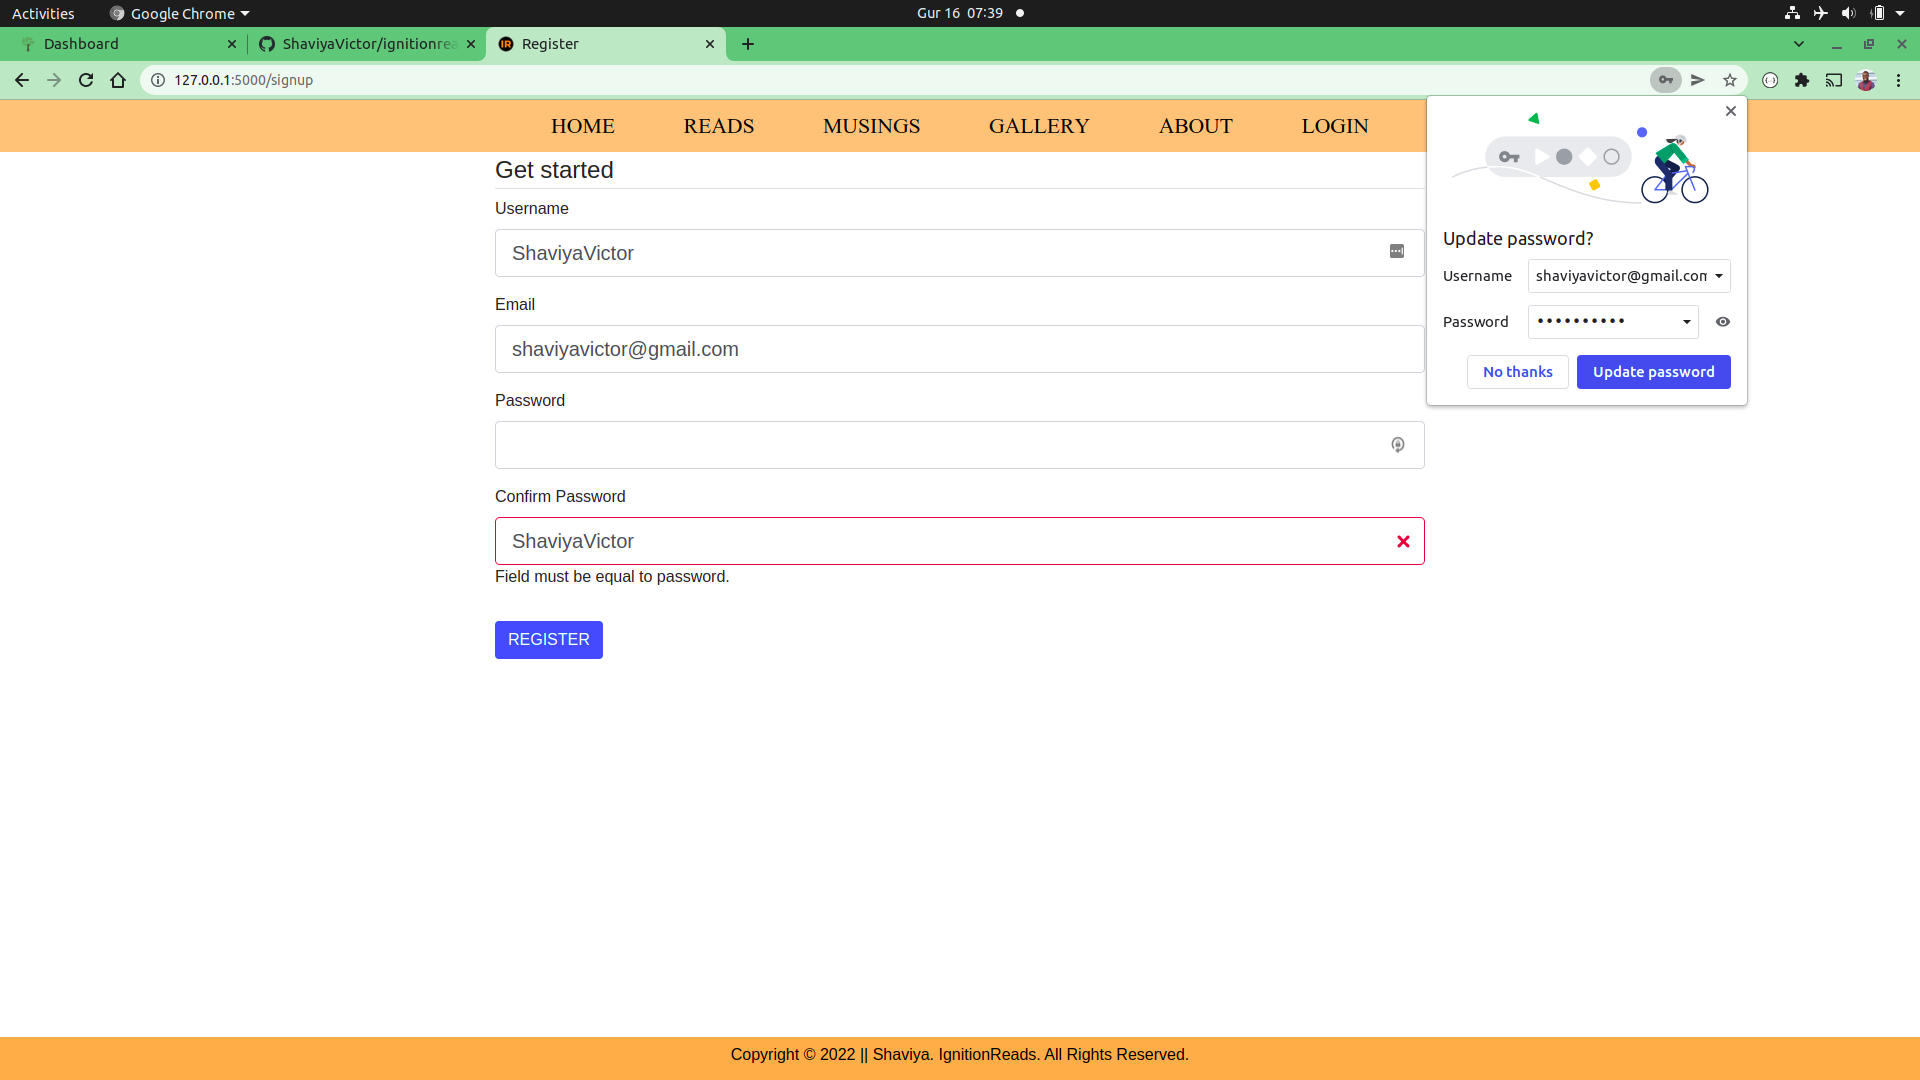 Activities
Google Chrome
Gur 16 07:39
Dashboard
ShaviyaVictor/ignitionrea
Register
127.0.0.1:5000/signup
HOME READS MUSINGS GALLERY ABOUT LOGIN
Get started
Username
ShaviyaVictor
Email
shaviyavictor@gmail.com
Password
Confirm Password
ShaviyaVictor
Field must be equal to password.
REGISTER
Update password?
Username shaviyavictor@gmail.com
Password ••••••••••
No thanks Update password
Copyright © 2022 || Shaviya. IgnitionReads. All Rights Reserved.